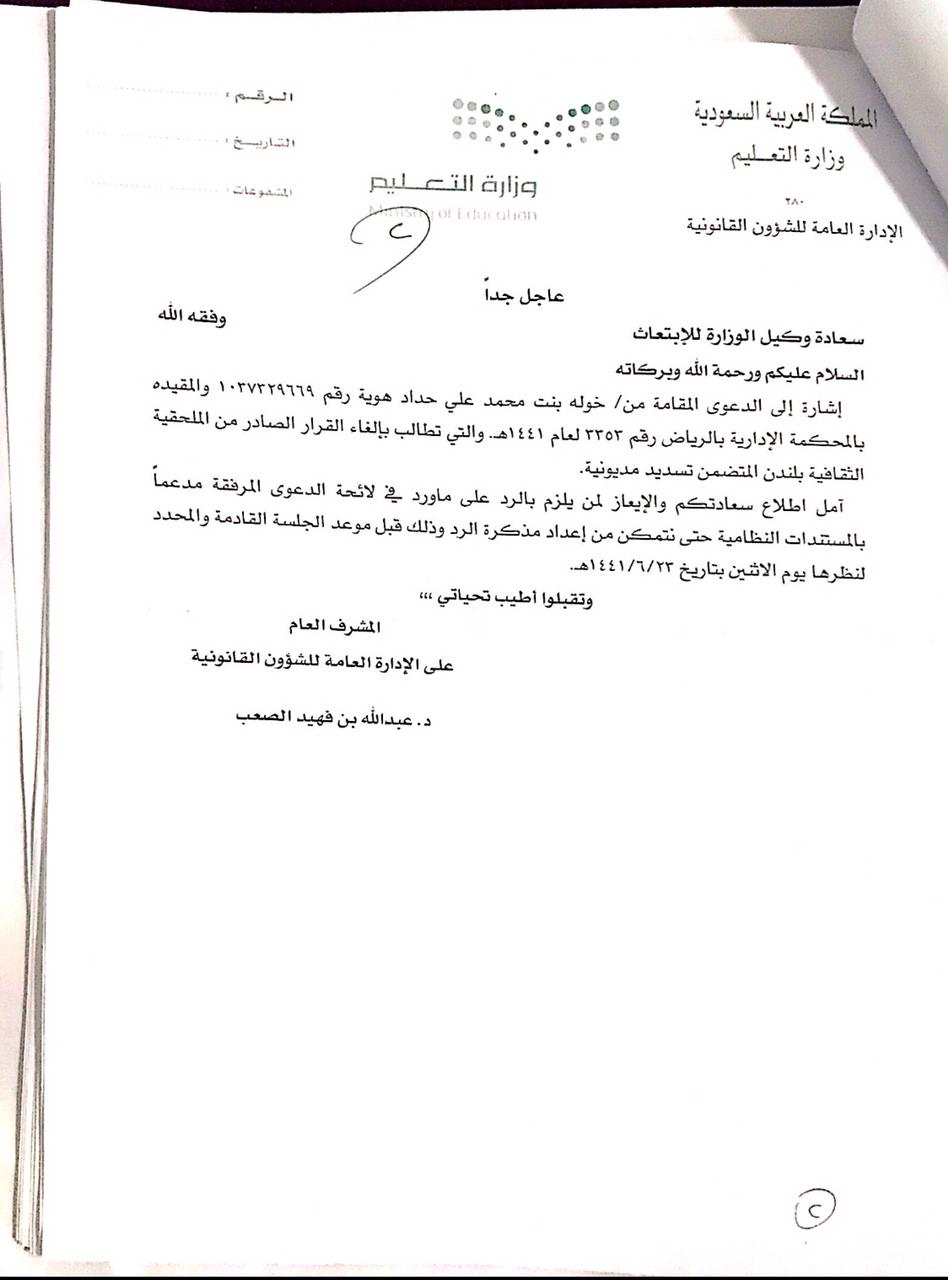 المملكة العربية السعودية
وزارة التعليم
٢٨٠
الإدارة العامة للشؤون القانونية
وزارة التعليم
Ministry of Education
الرقم :
التاريخ :
المشفوعات :
عاجل جداً
سعادة وكيل الوزارة للإبتعاث وفقه الله
السلام عليكم ورحمة الله وبركاته
إشارة إلى الدعوى المقامة من/ خوله بنت محمد علي حداد هوية رقم ١٠٣٧٣٢٩٦٦٩ والمقيده
بالمحكمة الإدارية بالرياض رقم ٣٣٥٣ لعام ١٤٤١هـ. والتي تطالب بإلغاء القرار الصادر من الملحقية
الثقافية بلندن المتضمن تسديد مديونية.
آمل اطلاع سعادتكم والإيعاز لمن يلزم بالرد على ماورد في لائحة الدعوى المرفقة مدعماً
بالمستندات النظامية حتى نتمكن من إعداد مذكرة الرد وذلك قبل موعد الجلسة القادمة والمحدد
لنظرها يوم الاثنين بتاريخ ١٤٤١/٦/٢٣هـ.
وتقبلوا أطيب تحياتي ،،،
المشرف العام
على الإدارة العامة للشؤون القانونية
د. عبدالله بن فهيد الصعب